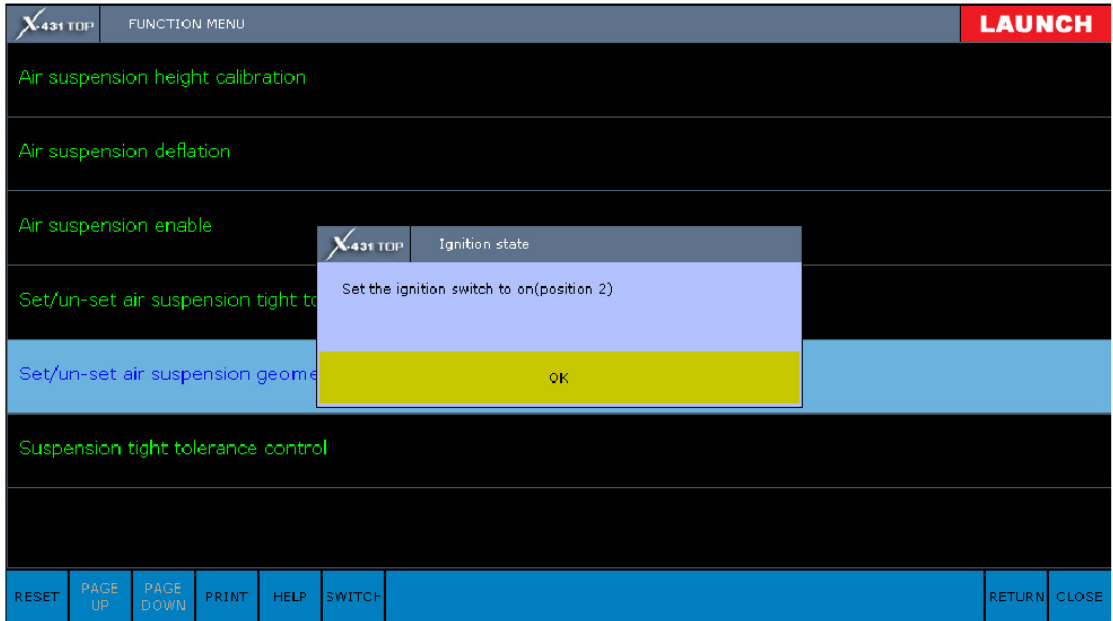 X-431 TOP FUNCTION MENU LAUNCH
Air suspension height calibration
Air suspension deflation
Air suspension enable
X-431 TOP Ignition state
Set the ignition switch to on(position 2)
Set/un-set air suspension tight to
Set/un-set air suspension geome
OK
Suspension tight tolerance control
RESET PAGE UP PAGE DOWN PRINT HELP SWITCH RETURN CLOSE